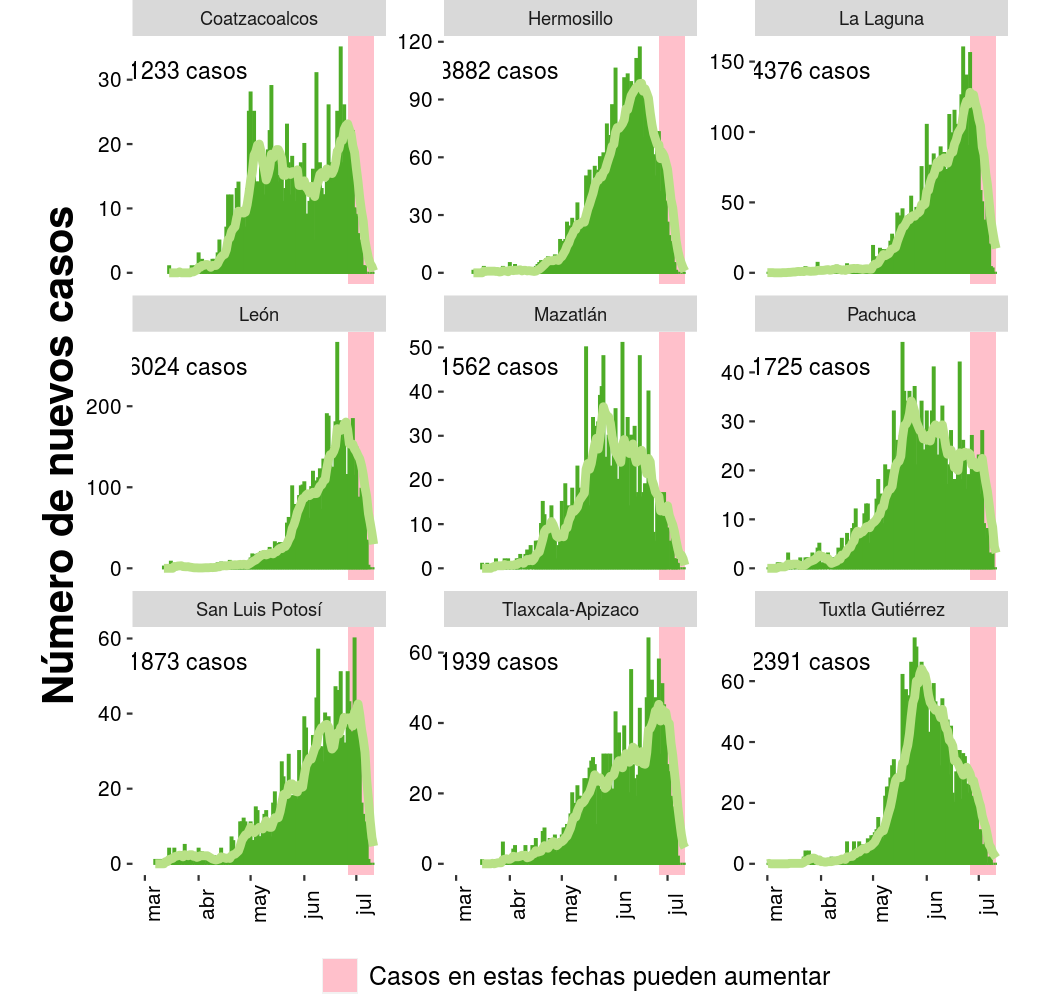 Número de nuevos casos
Coatzacoalcos
Hermosillo
La Laguna
1233 casos
3882 casos
4376 casos
30
20
10
0
120
90
60
30
0
150
100
50
0
León
Mazatlán
Pachuca
6024 casos
1562 casos
1725 casos
200
100
0
50
40
30
20
10
0
40
30
20
10
0
San Luis Potosí
Tlaxcala-Apizaco
Tuxtla Gutiérrez
1873 casos
1939 casos
2391 casos
60
40
20
0
60
40
20
0
60
40
20
0
mar abr may jun jul
mar abr may jun jul
mar abr may jun jul
Casos en estas fechas pueden aumentar